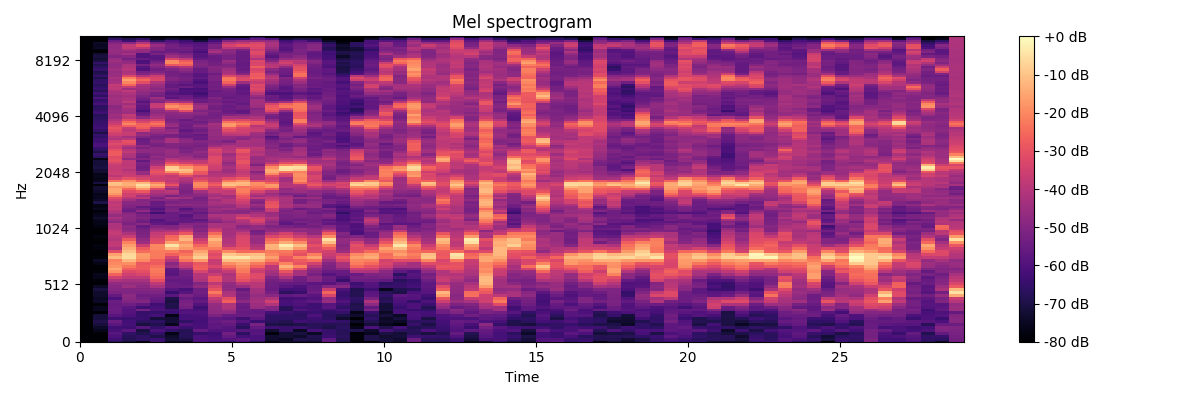 Mel spectrogram
8192
4096
2048
1024
512
0
Hz
0 5 10 15 20 25
Time
+0 dB
-10 dB
-20 dB
-30 dB
-40 dB
-50 dB
-60 dB
-70 dB
-80 dB